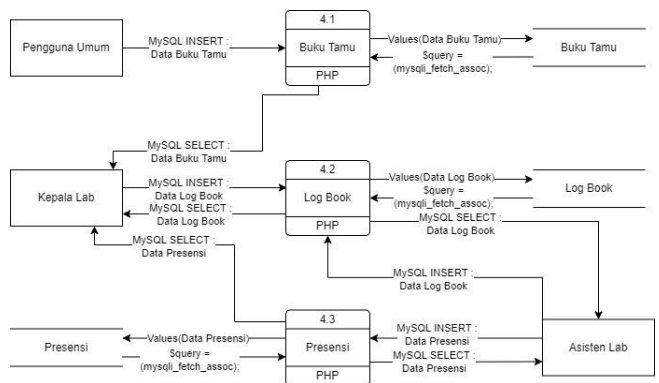 4.1
Pengguna Umum
MySQL INSERT :
Data Buku Tamu
Buku Tamu
PHP
Values(Data Buku Tamu)
$query =
(mysqli_fetch_assoc);
Buku Tamu
MySQL SELECT :
Data Buku Tamu
4.2
Kepala Lab
MySQL INSERT :
Data Log Book
MySQL SELECT :
Data Log Book
Log Book
PHP
Values(Data Log Book)
$query =
(mysqli_fetch_assoc);
Log Book
MySQL SELECT :
Data Log Book
MySQL SELECT :
Data Presensi
MySQL INSERT :
Data Log Book
4.3
Presensi
Values(Data Presensi)
$query =
(mysqli_fetch_assoc);
Presensi
PHP
MySQL INSERT :
Data Presensi
MySQL SELECT :
Data Presensi
Asisten Lab